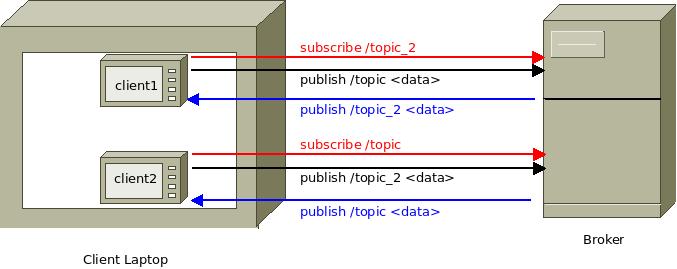 subscribe /topic_2
client1
publish /topic <data>
publish /topic_2 <data>
subscribe /topic
client2
publish /topic_2 <data>
publish /topic <data>
Broker
Client Laptop